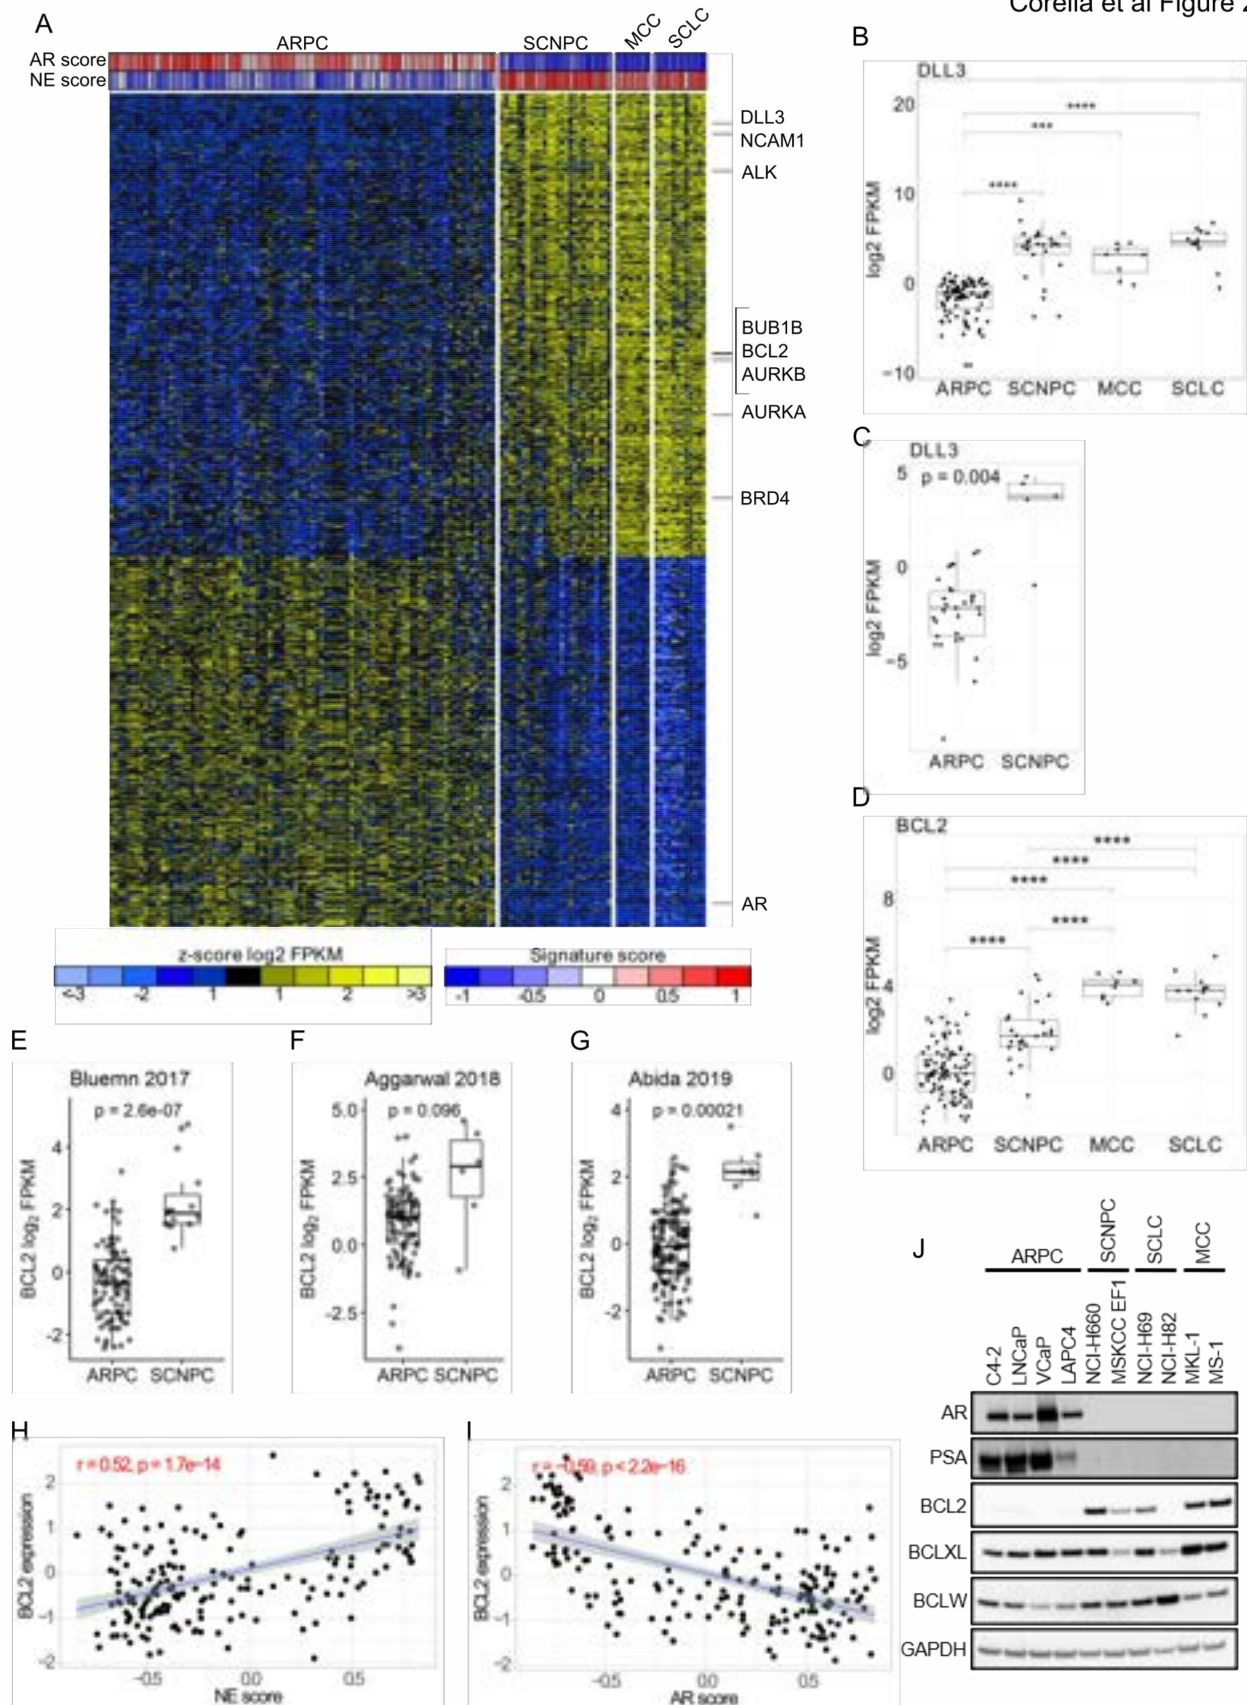 Corella et al Figure 2
A
ARPC
SCNPC
MCC
SCLC
AR score
NE score
DLL3
NCAM1
ALK
BUB1B
BCL2
AURKB
AURKA
BRD4
AR
z-score log2 FPKM
<-3 -2 1 1 2 >3
Signature score
-1 -0.5 0 0.5 1
B
DLL3
log2 FPKM
20
10
0
−10
****
***
****
ARPC SCNPC MCC SCLC
C
DLL3
p = 0.004
log2 FPKM
5
0
−5
ARPC SCNPC
D
BCL2
log2 FPKM
8
4
0
****
****
****
****
****
ARPC SCNPC MCC SCLC
E
Bluemn 2017
p = 2.6e-07
BCL2 log2 FPKM
4
2
0
-2
ARPC SCNPC
F
Aggarwal 2018
p = 0.096
BCL2 log2 FPKM
5.0
2.5
0.0
-2.5
ARPC SCNPC
G
Abida 2019
p = 0.00021
BCL2 log2 FPKM
4
2
0
-2
ARPC SCNPC
H
r = 0.52, p = 1.7e−14
BCL2 expression
2
1
0
−1
−2
−0.5 0.0 0.5
NE score
I
r = −0.59, p < 2.2e−16
BCL2 expression
2
1
0
−1
−2
−0.5 0.0 0.5
AR score
J
ARPC
SCNPC
SCLC
MCC
C4-2
LNCaP
VCaP
LAPC4
NCI-H660
MSKCC EF1
NCI-H69
NCI-H82
MKL-1
MS-1
AR
PSA
BCL2
BCLXL
BCLW
GAPDH